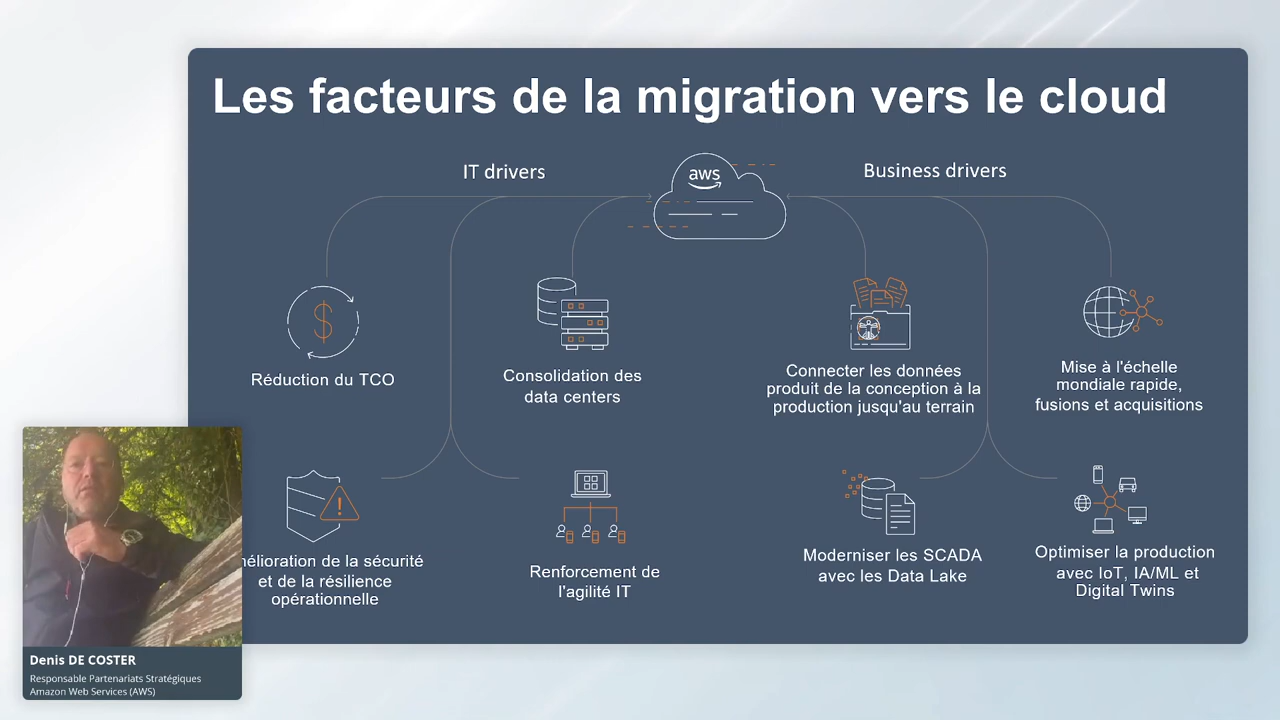 Les facteurs de la migration vers le cloud
IT drivers
aws
Business drivers
Réduction du TCO
Consolidation des
data centers
Connecter les données
produit de la conception à la
production jusqu'au terrain
Mise à l'échelle
mondiale rapide,
fusions et acquisitions
de la sécurité
et de la résilience
opérationnelle
Renforcement de
l'agilité IT
Moderniser les SCADA
avec les Data Lake
Optimiser la production
avec IoT, IA/ML et
Digital Twins
Denis DE COSTER
Responsable Partenariats Stratégiques
Amazon Web Services (AWS)